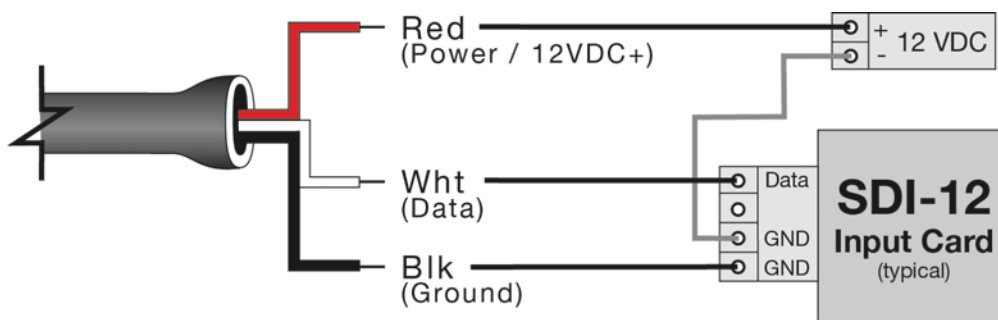 Red
(Power / 12VDC+)
+ 12 VDC
-
Wht
(Data)
Data
GND
GND
SDI-12
Input Card
(typical)
Blk
(Ground)